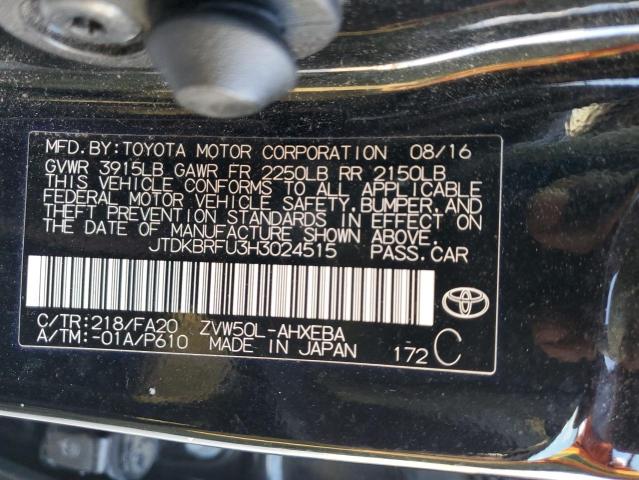 MFD.BY:TOYOTA MOTOR CORPORATION 08/16
GVWR 3915LB GAWR FR 2250LB RR 2150LB
THIS VEHICLE CONFORMS TO ALL APPLICABLE
FEDERAL MOTOR VEHICLE SAFETY,BUMPER,AND
THEFT PREVENTION STANDARDS IN EFFECT ON
THE DATE OF MANUFACTURE SHOWN ABOVE.
JTDKBRFU3H3024515 PASS.CAR
C/TR:218/FA20 ZVW50L-AHXEBA
A/TM:-01A/P610 MADE IN JAPAN 172 C